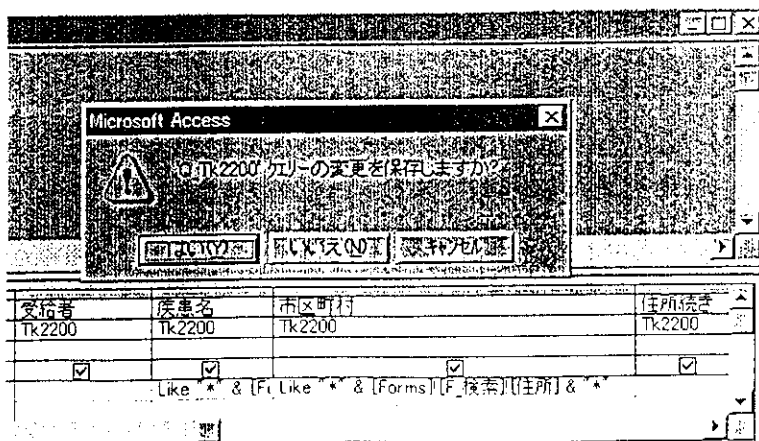 Microsoft Access
'Q_Tk2200' クエリーの変更を保存しますか?
はい(Y) いいえ(N) キャンセル
受給者 疾患名 市区町村 住所続き
Tk2200 Tk2200 Tk2200 Tk2200
Like "*" & [Fo Like "*" & [Forms]![F_検索]![住所] & "*"